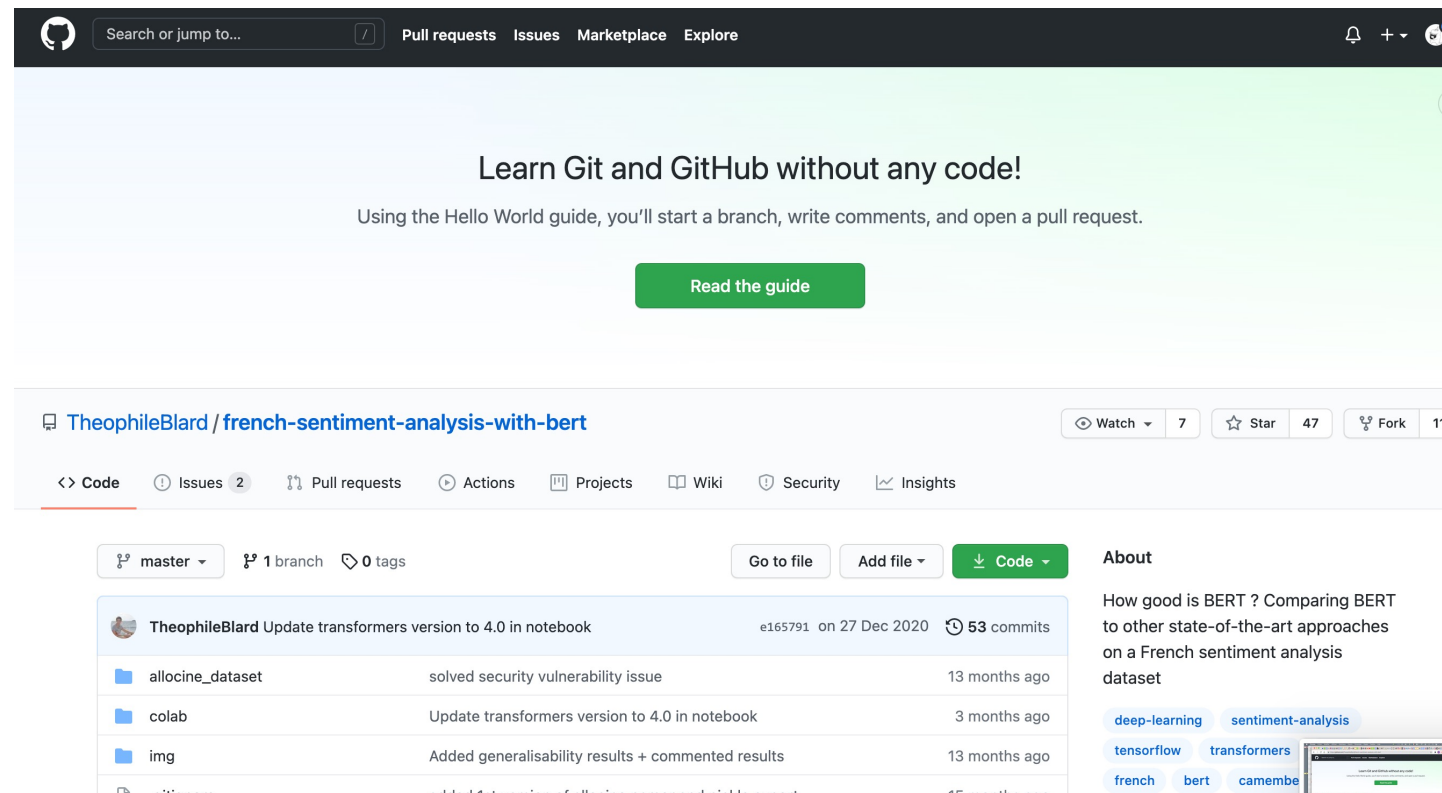 Search or jump to... / Pull requests Issues Marketplace Explore
Learn Git and GitHub without any code!
Using the Hello World guide, you'll start a branch, write comments, and open a pull request.
Read the guide
TheophileBlard / french-sentiment-analysis-with-bert
Watch 7 Star 47 Fork
Code Issues 2 Pull requests Actions Projects Wiki Security Insights
master 1 branch 0 tags Go to file Add file Code
TheophileBlard Update transformers version to 4.0 in notebook e165791 on 27 Dec 2020 53 commits
allocine_dataset solved security vulnerability issue 13 months ago
colab Update transformers version to 4.0 in notebook 3 months ago
img Added generalisability results + commented results 13 months ago
About
How good is BERT ? Comparing BERT
to other state-of-the-art approaches
on a French sentiment analysis
dataset
deep-learning sentiment-analysis
tensorflow transformers
french bert